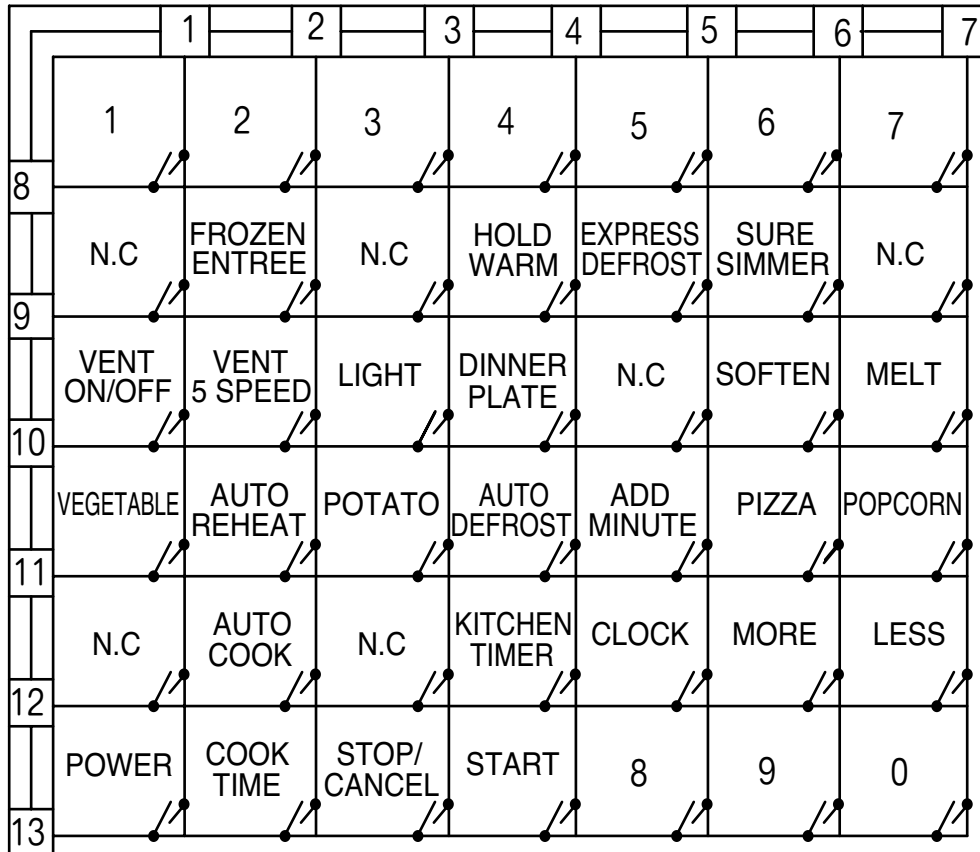 1 2 3 4 5 6 7
1 2 3 4 5 6 7
8
N.C FROZEN ENTREE N.C HOLD WARM EXPRESS DEFROST SURE SIMMER N.C
9
VENT ON/OFF VENT 5 SPEED LIGHT DINNER PLATE N.C SOFTEN MELT
10
VEGETABLE AUTO REHEAT POTATO AUTO DEFROST ADD MINUTE PIZZA POPCORN
11
N.C AUTO COOK N.C KITCHEN TIMER CLOCK MORE LESS
12
POWER COOK TIME STOP/ CANCEL START 8 9 0
13